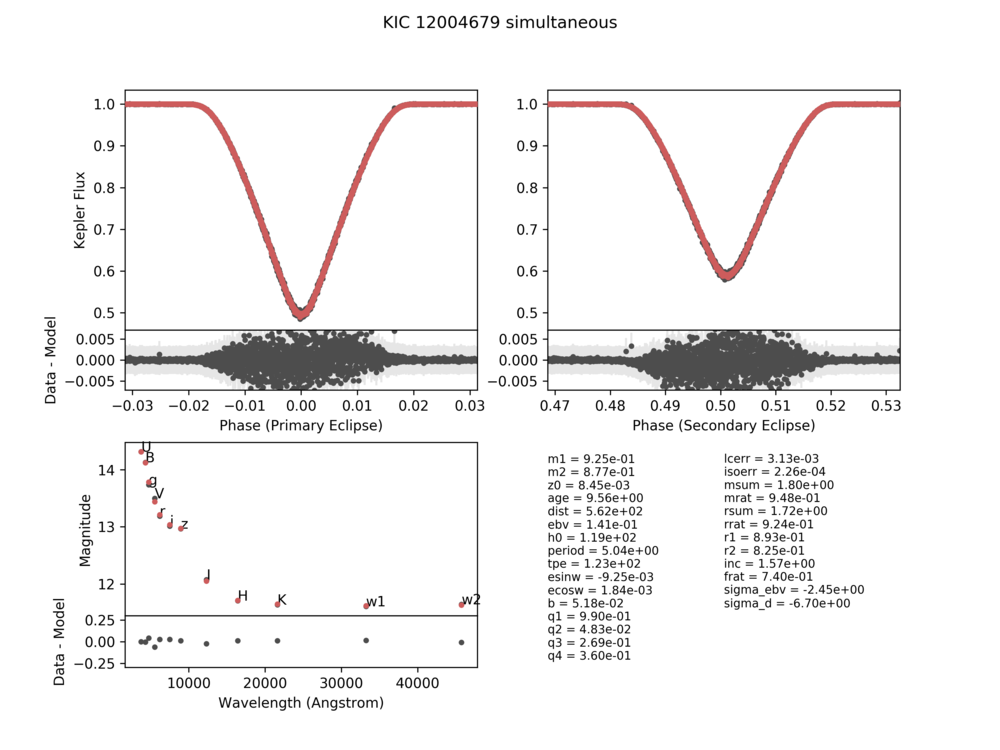 KIC 12004679 simultaneous
1.0
0.9
0.8
0.7
0.6
0.5
Kepler Flux
0.005
0.000
−0.005
Data - Model
−0.03 −0.02 −0.01 0.00 0.01 0.02 0.03
Phase (Primary Eclipse)
1.0
0.9
0.8
0.7
0.6
0.5
0.005
0.000
−0.005
0.47 0.48 0.49 0.50 0.51 0.52 0.53
Phase (Secondary Eclipse)
14
13
12
Magnitude
U
B
g
V
r
i z
J
H
K
w1
w2
0.25
0.00
−0.25
Data - Model
10000 20000 30000 40000
Wavelength (Angstrom)
m1 = 9.25e-01
m2 = 8.77e-01
z0 = 8.45e-03
age = 9.56e+00
dist = 5.62e+02
ebv = 1.41e-01
h0 = 1.19e+02
period = 5.04e+00
tpe = 1.23e+02
esinw = -9.25e-03
ecosw = 1.84e-03
b = 5.18e-02
q1 = 9.90e-01
q2 = 4.83e-02
q3 = 2.69e-01
q4 = 3.60e-01
lcerr = 3.13e-03
isoerr = 2.26e-04
msum = 1.80e+00
mrat = 9.48e-01
rsum = 1.72e+00
rrat = 9.24e-01
r1 = 8.93e-01
r2 = 8.25e-01
inc = 1.57e+00
frat = 7.40e-01
sigma_ebv = -2.45e+00
sigma_d = -6.70e+00